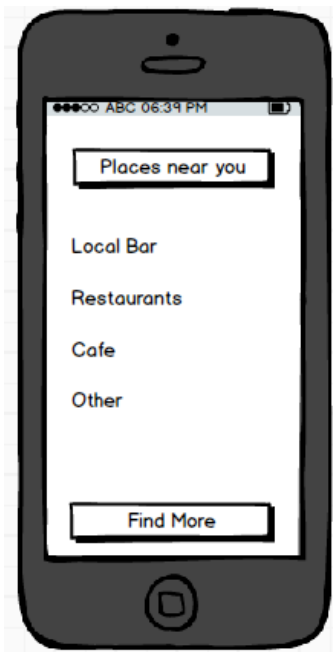 ABC 06:39 PM
Places near you
Local Bar
Restaurants
Cafe
Other
Find More